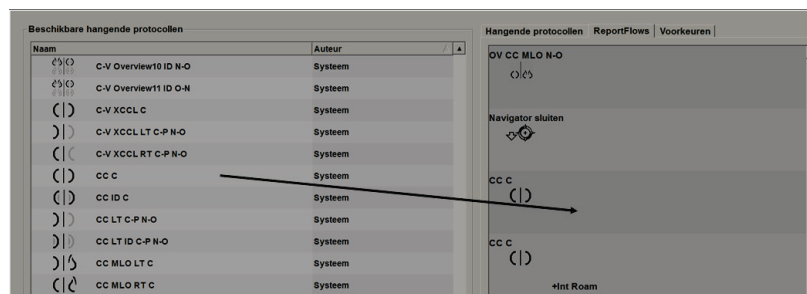 Beschikbare hangende protocollen
Naam Auteur
C-V Overview10 ID N-O Systeem
C-V Overview11 ID O-N Systeem
C-V XCCL C Systeem
C-V XCCL LT C-P N-O Systeem
C-V XCCL RT C-P N-O Systeem
CC C Systeem
CC ID C Systeem
CC LT C-P N-O Systeem
CC LT ID C-P N-O Systeem
CC MLO LT C Systeem
CC MLO RT C Systeem
Hangende protocollen ReportFlows Voorkeuren
OV CC MLO N-O
Navigator sluiten
CC C
CC C
+Int Roam